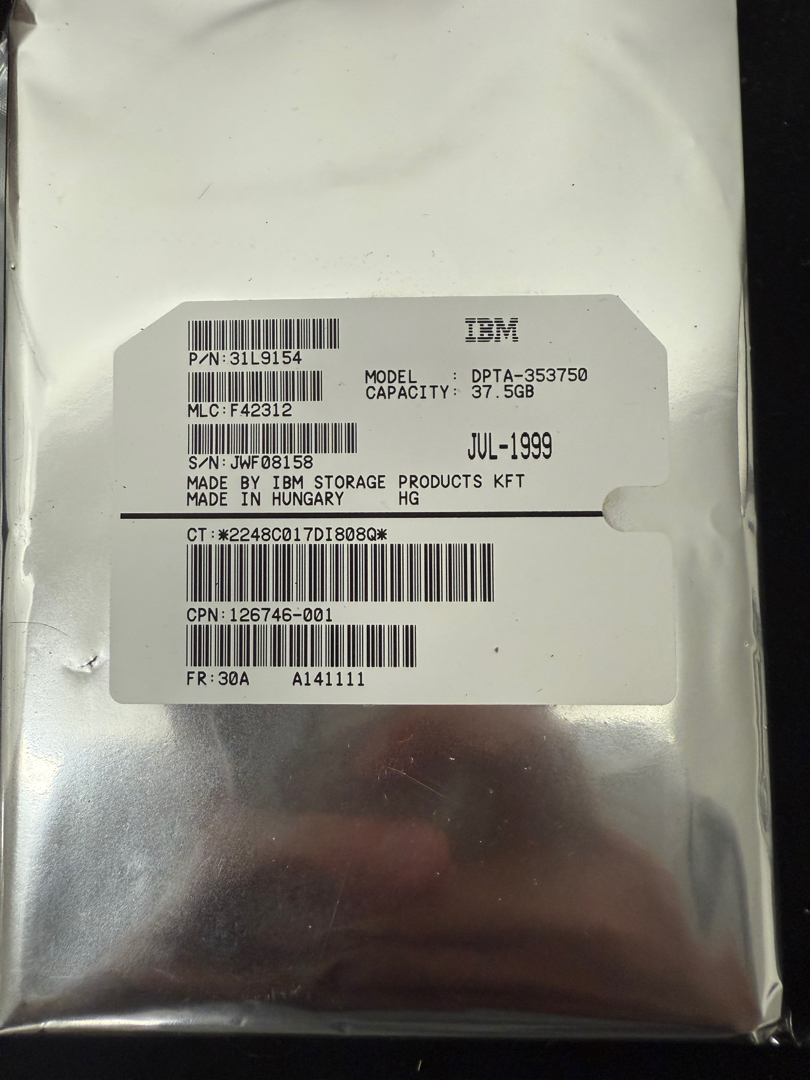 IBM
P/N:31L9154
MODEL : DPTA-353750
CAPACITY: 37.5GB
MLC:F42312
JUL-1999
S/N:JWF08158
MADE BY IBM STORAGE PRODUCTS KFT
MADE IN HUNGARY HG
CT:*2248C017DI808Q*
CPN:126746-001
FR:30A A141111